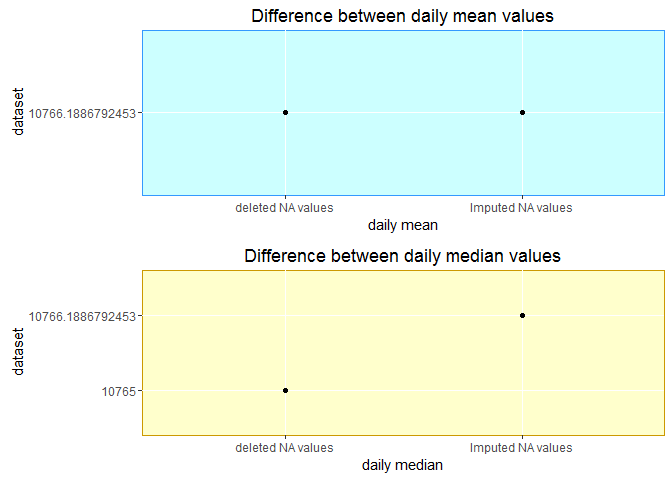 Difference between daily mean values
dataset
10766.1886792453
deleted NA values
Imputed NA values
daily mean
Difference between daily median values
dataset
10766.1886792453
10765
deleted NA values
Imputed NA values
daily median